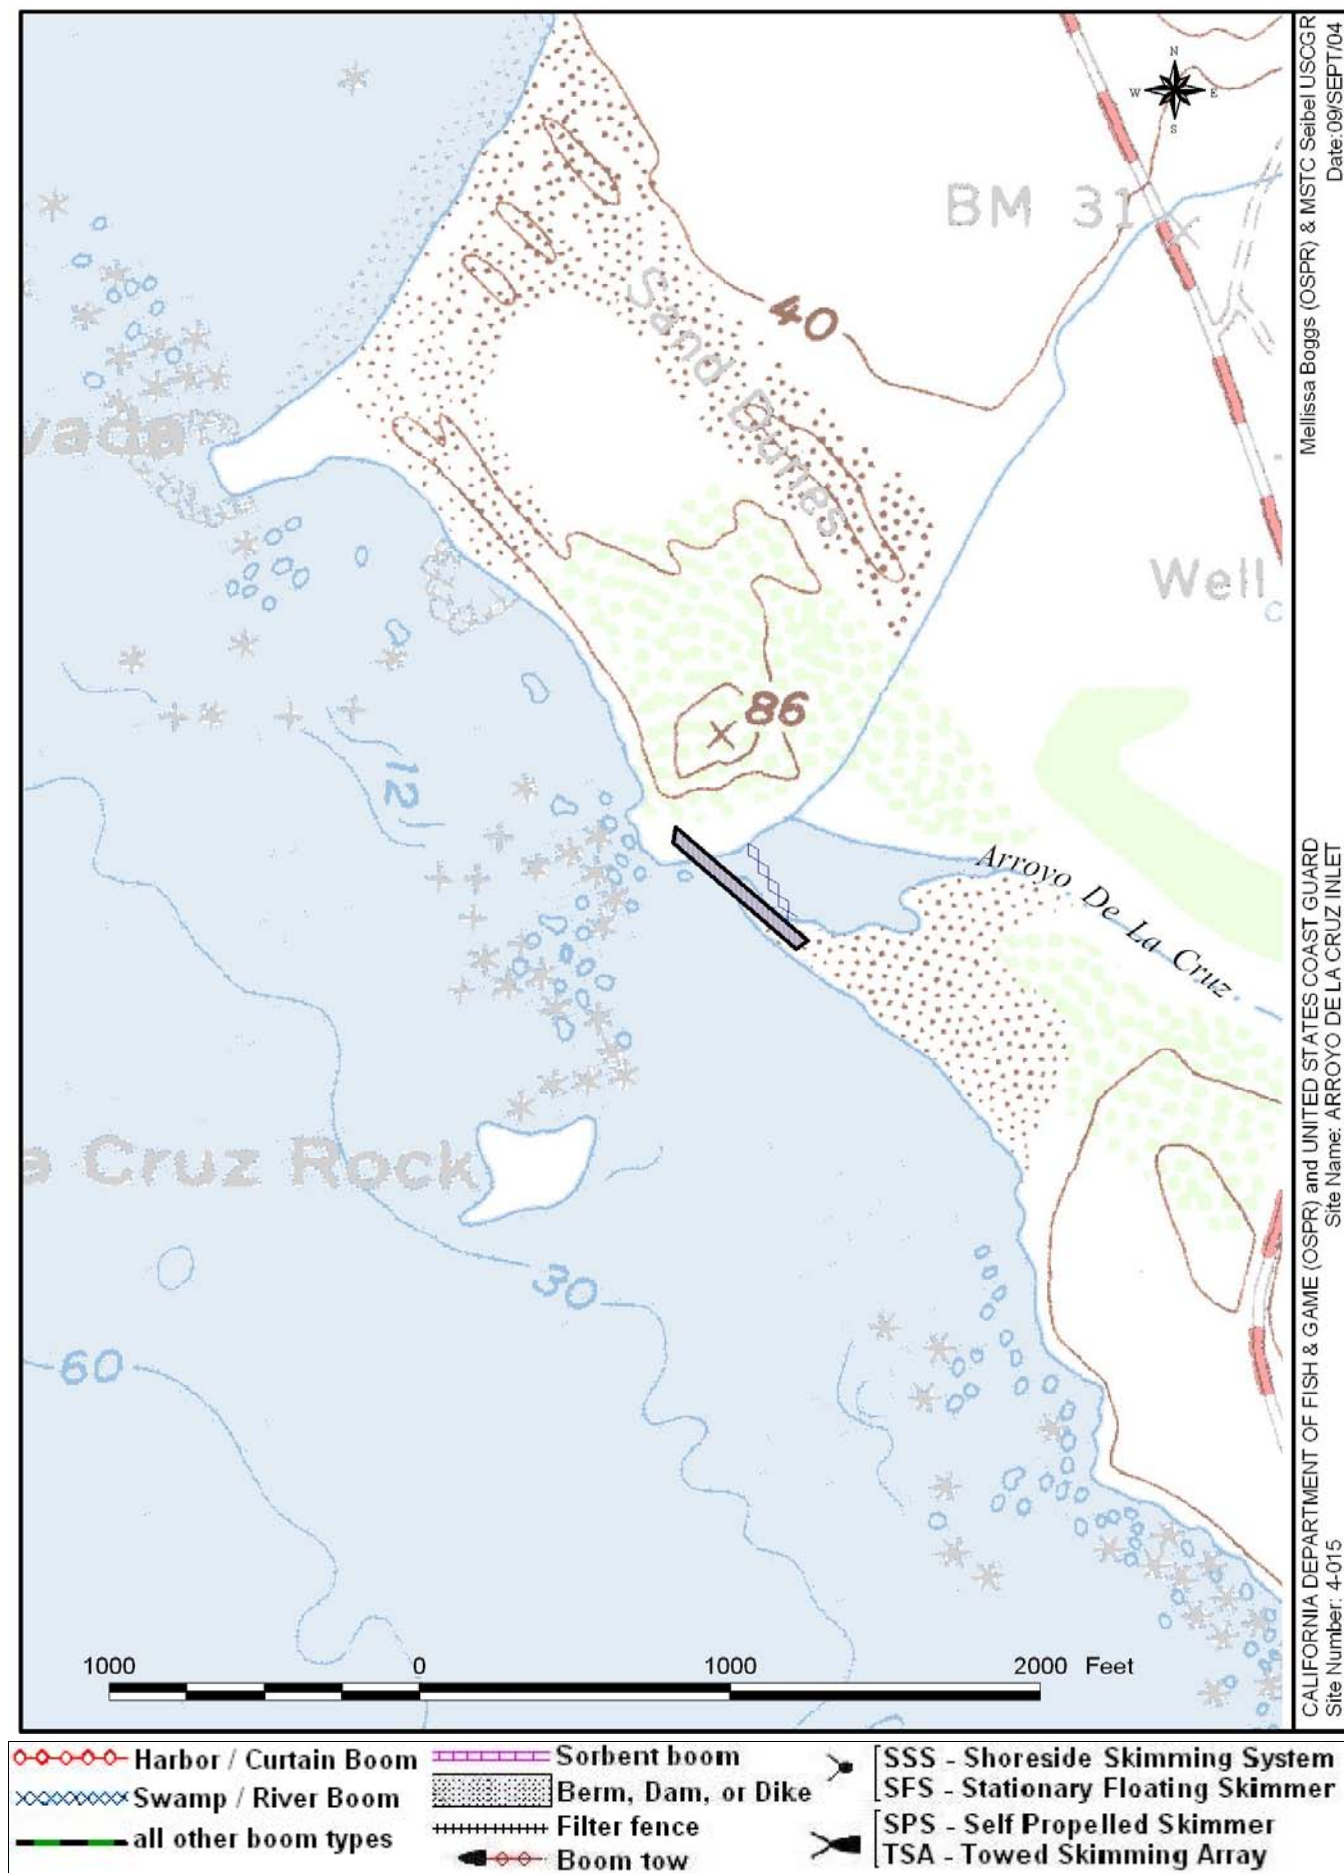 N
W E
S
BM 31
40
Sand Dunes
vada
Well
86
12
Arroyo De La Cruz
a Cruz Rock
30
60
1000 0 1000 2000 Feet
Mellissa Boggs (OSPR) & MSTC Seibel USCGR
Date:09/SEPT/04
CALIFORNIA DEPARTMENT OF FISH & GAME (OSPR) and UNITED STATES COAST GUARD
Site Number: 4-015 Site Name: ARROYO DE LA CRUZ INLET
Harbor / Curtain Boom
Swamp / River Boom
all other boom types
Sorbent boom
Berm, Dam, or Dike
Filter fence
Boom tow
SSS - Shoreside Skimming System
SFS - Stationary Floating Skimmer
SPS - Self Propelled Skimmer
TSA - Towed Skimming Array